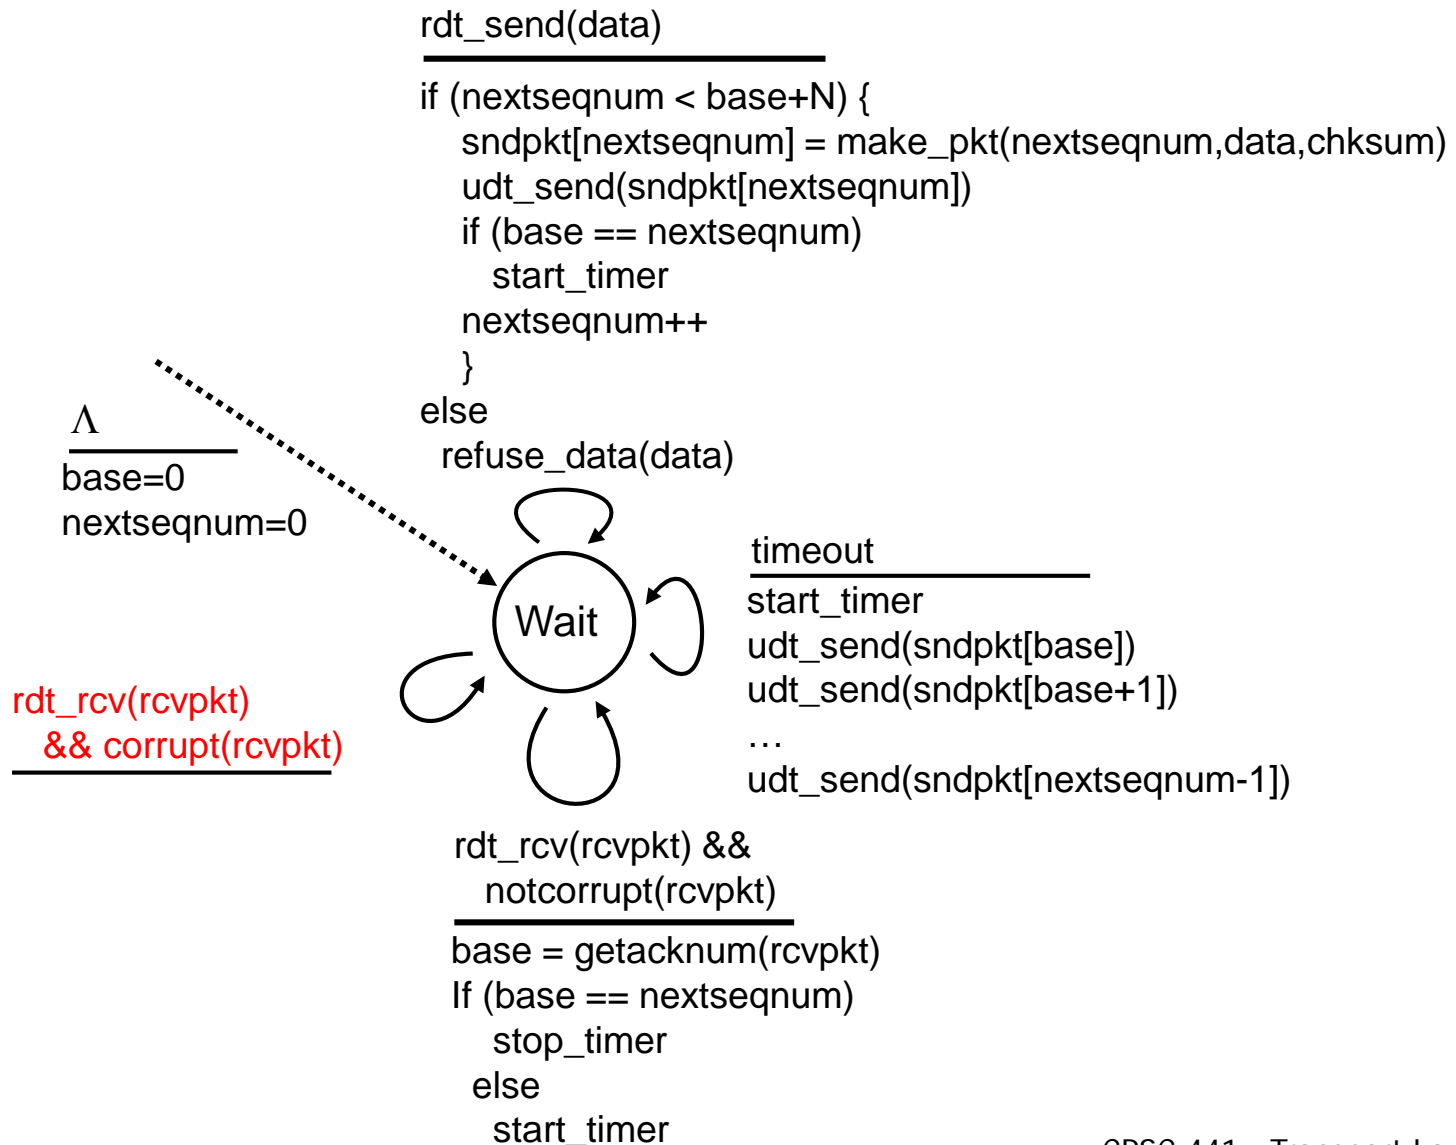 rdt_send(data)
if (nextseqnum < base+N) {
sndpkt[nextseqnum] = make_pkt(nextseqnum,data,chksum)
udt_send(sndpkt[nextseqnum])
if (base == nextseqnum)
start_timer
nextseqnum++
}
else
refuse_data(data)
Λ
base=0
nextseqnum=0
Wait
timeout
start_timer
udt_send(sndpkt[base])
udt_send(sndpkt[base+1])
…
udt_send(sndpkt[nextseqnum-1])
rdt_rcv(rcvpkt)
&& corrupt(rcvpkt)
rdt_rcv(rcvpkt) &&
notcorrupt(rcvpkt)
base = getacknum(rcvpkt)
If (base == nextseqnum)
stop_timer
else
start_timer